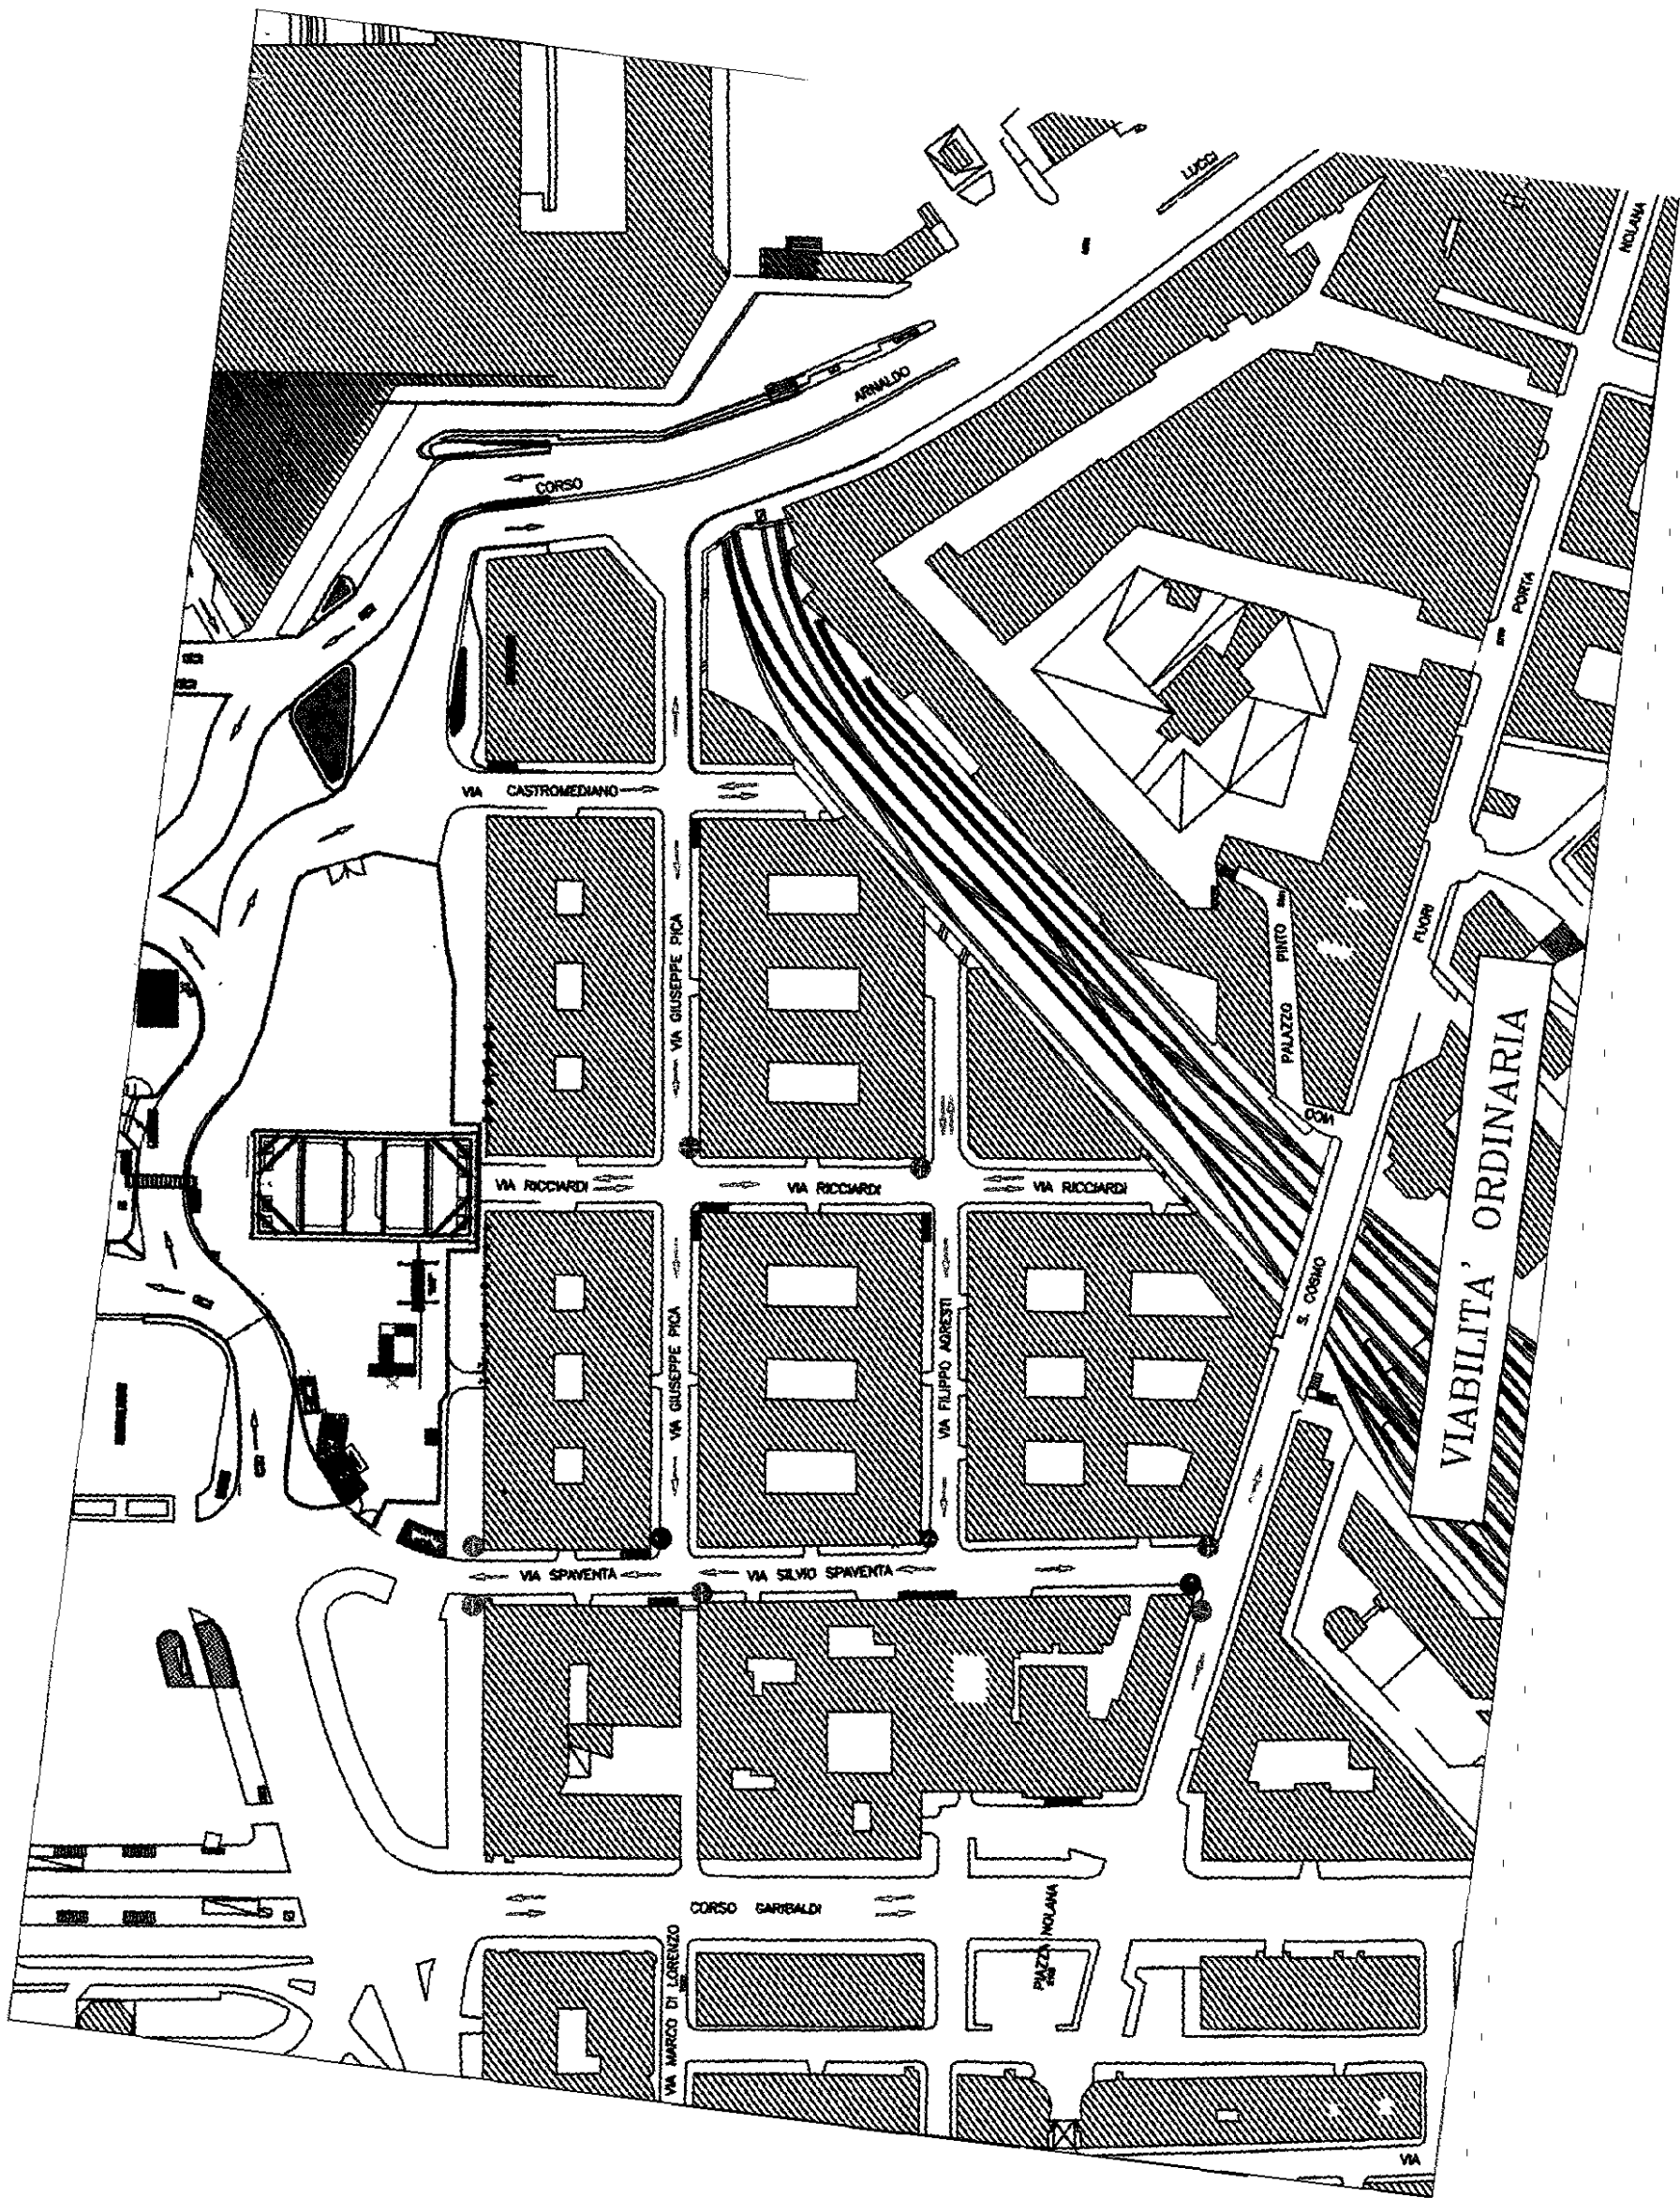 LUCCI
NOLANA
ARNALDO
CORSO
PORTA
VIA CASTROMEDIANO
VIA GIUSEPPE PICA
PALAZZO PINTO
FUORI
VICO
VIA RICCIARDI
VIA RICCIARDI
VIA RICCIARDI
S. COSMO
VIABILITA' ORDINARIA
VIA GIUSEPPE PICA
VIA FILIPPO AGRESTI
VIA SPAVENTA
VIA SILVIO SPAVENTA
CORSO GARIBALDI
PIAZZA NOLANA
VIA MARCO DI LORENZO
VIA